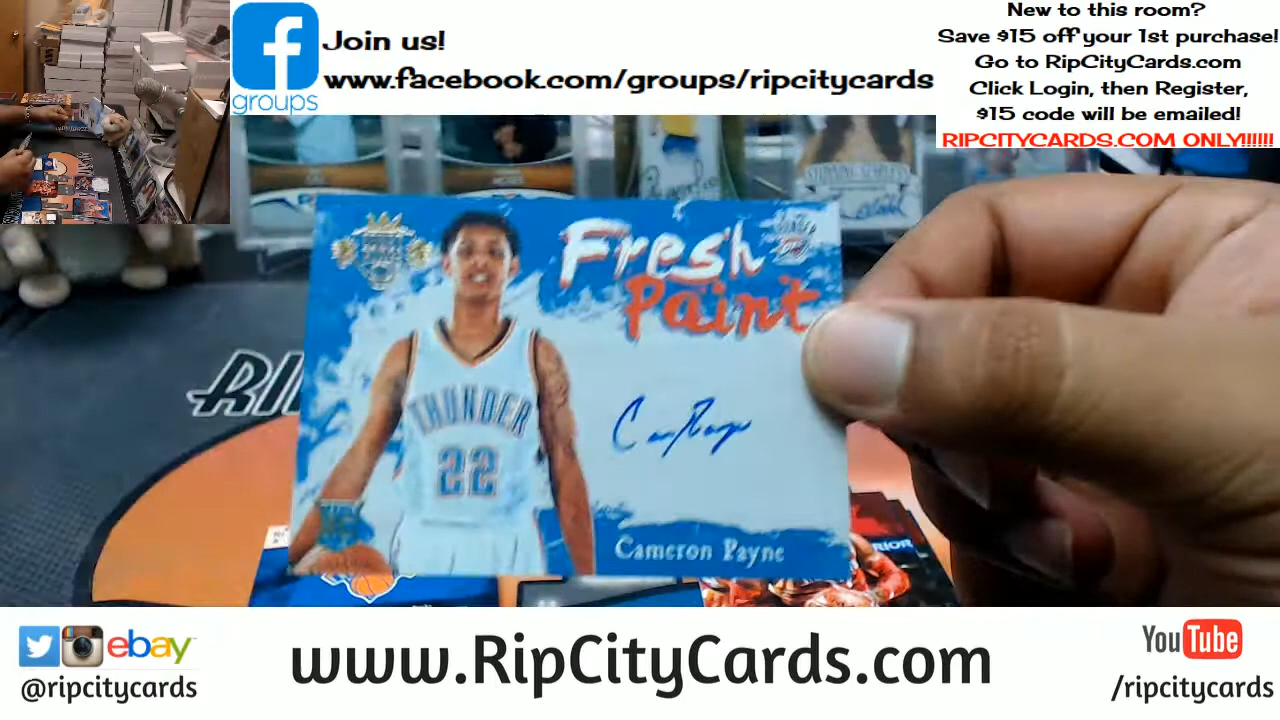 Join us!
www.facebook.com/groups/ripcitycards
groups
New to this room?
Save $15 off your 1st purchase!
Go to RipCityCards.com
Click Login, then Register,
$15 code will be emailed!
RIPCITYCARDS.COM ONLY!!!!!!
Fresh
Paint
THUNDER
22
Cameron Payne
ebay
@ripcitycards
www.RipCityCards.com
YouTube
/ripcitycards